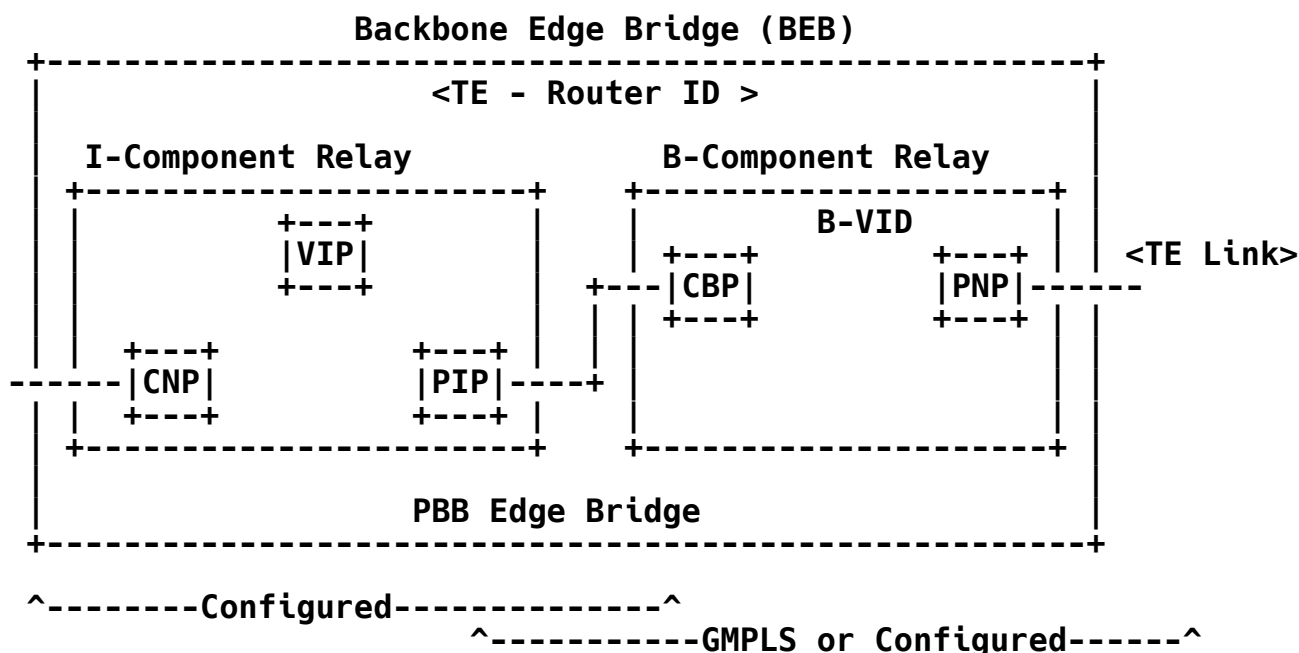 Backbone Edge Bridge (BEB)
<TE - Router ID >
I-Component Relay B-Component Relay
B-VID
VIP <TE Link>
CBP PNP
CNP PIP
PBB Edge Bridge
^--------Configured--------------^
^-----------GMPLS or Configured------^